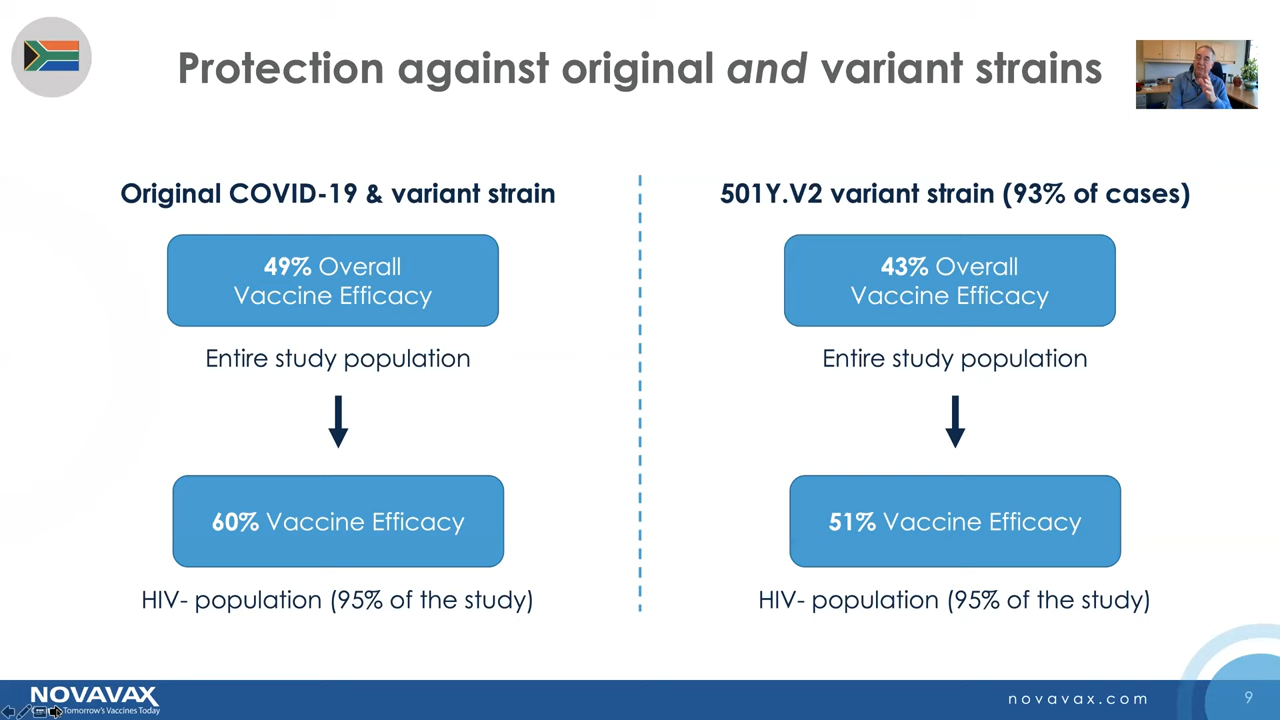 Protection against original and variant strains
Original COVID-19 & variant strain
49% Overall
Vaccine Efficacy
Entire study population
60% Vaccine Efficacy
HIV- population (95% of the study)
501Y.V2 variant strain (93% of cases)
43% Overall
Vaccine Efficacy
Entire study population
51% Vaccine Efficacy
HIV- population (95% of the study)
NOVAVAX
Tomorrow's Vaccines Today
novavax.com
9